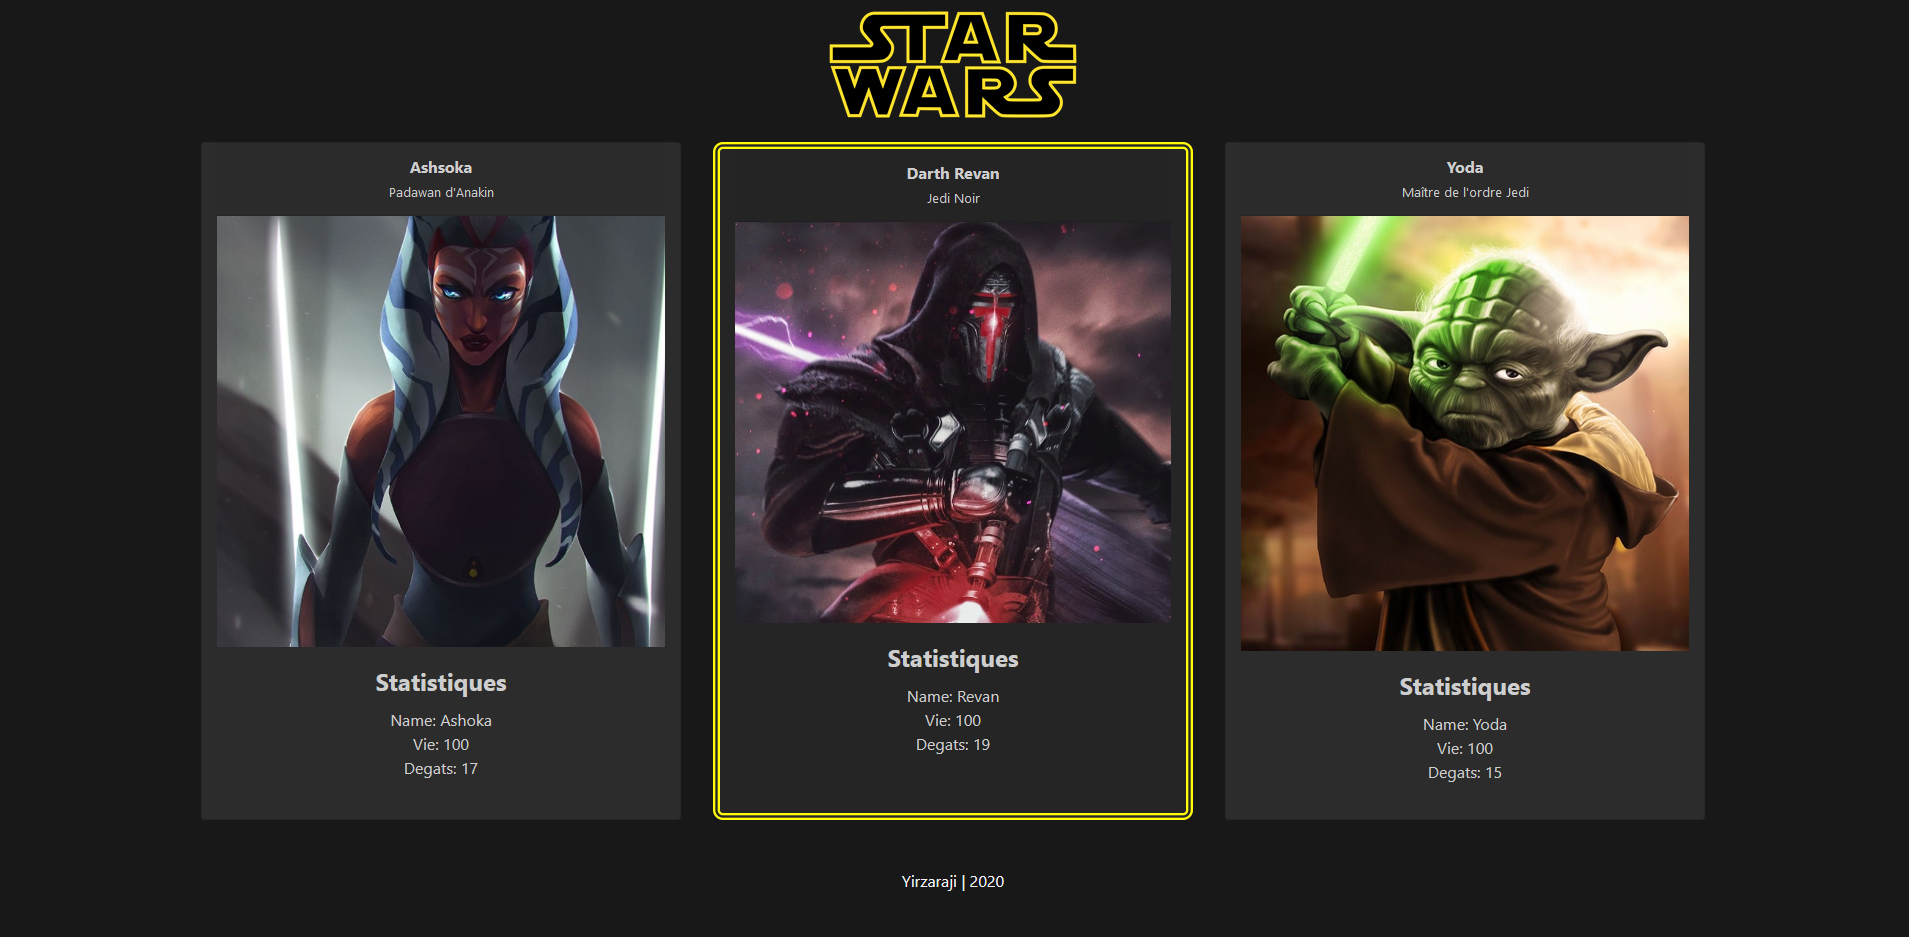 STAR
WARS
Ashsoka
Padawan d'Anakin
Statistiques
Name: Ashoka
Vie: 100
Degats: 17
Darth Revan
Jedi Noir
Statistiques
Name: Revan
Vie: 100
Degats: 19
Yoda
Maître de l'ordre Jedi
Statistiques
Name: Yoda
Vie: 100
Degats: 15
Yirzaraji | 2020